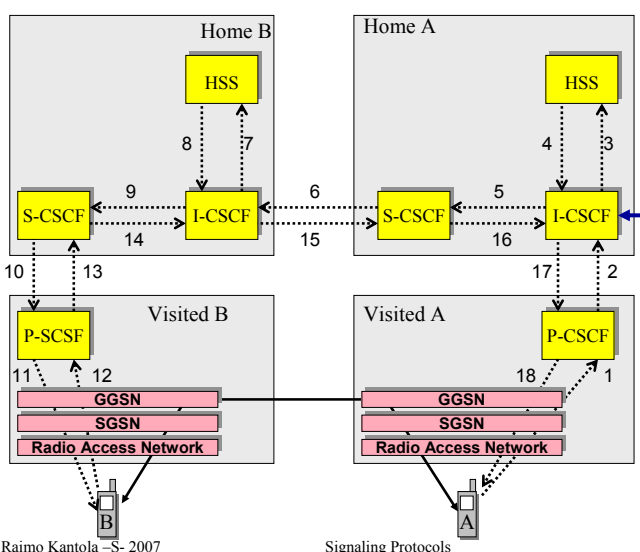 Home B
Home A
HSS
HSS
8
7
4
3
9
6
5
S-CSCF
I-CSCF
S-CSCF
I-CSCF
14
15
16
10
13
17
2
Visited B
Visited A
P-SCSF
P-CSCF
11
12
18
1
GGSN
GGSN
SGSN
SGSN
Radio Access Network
Radio Access Network
B
A
Raimo Kantola –S- 2007
Signaling Protocols